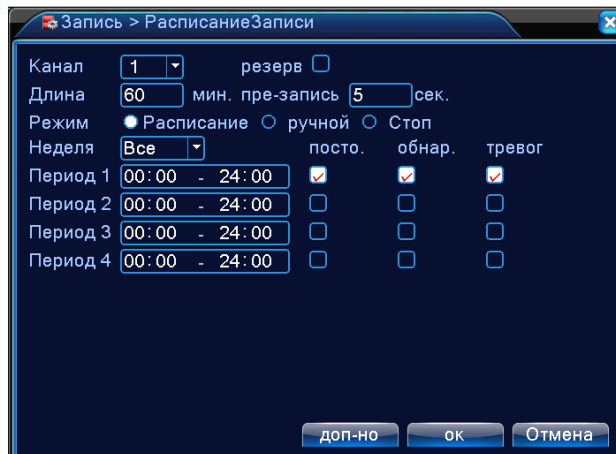 Запись > РасписаниеЗаписи
Канал 1 резерв
Длина 60 мин. пре-запись 5 сек.
Режим Расписание ручной Стоп
Неделя Все посто. обнар. тревог
Период 1 00:00 - 24:00
Период 2 00:00 - 24:00
Период 3 00:00 - 24:00
Период 4 00:00 - 24:00
доп-но ок Отмена